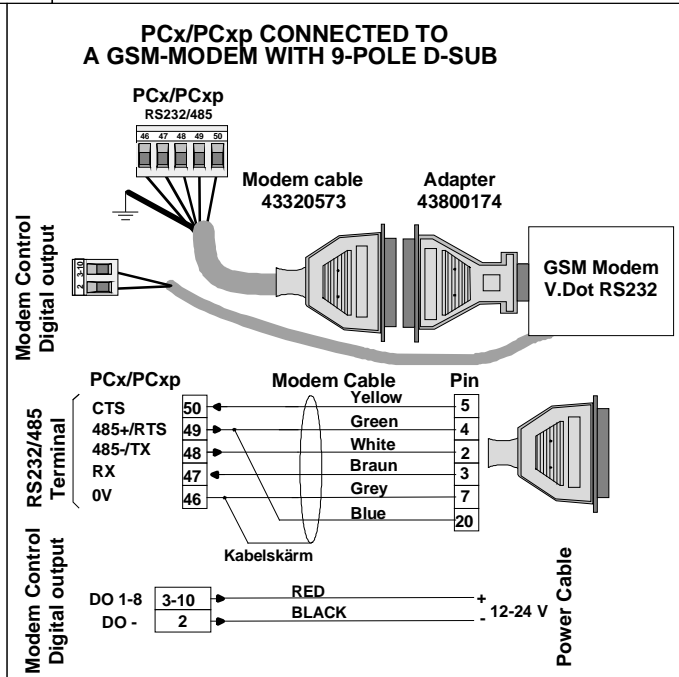 PCx/PCxp CONNECTED TO
A GSM-MODEM WITH 9-POLE D-SUB
PCx/PCxp
RS232/485
46 47 48 49 50
Modem cable
43320573
Adapter
43800174
GSM Modem
V.Dot RS232
Modem Control
Digital output
2 3-10
PCx/PCxp
Modem Cable
Pin
RS232/485
Terminal
CTS 50 Yellow 5
485+/RTS 49 Green 4
485-/TX 48 White 2
RX 47 Braun 3
0V 46 Grey 7
Blue 20
Kabelskärm
Modem Control
Digital output
DO 1-8 3-10 RED +
DO - 2 BLACK -
12-24 V
Power Cable